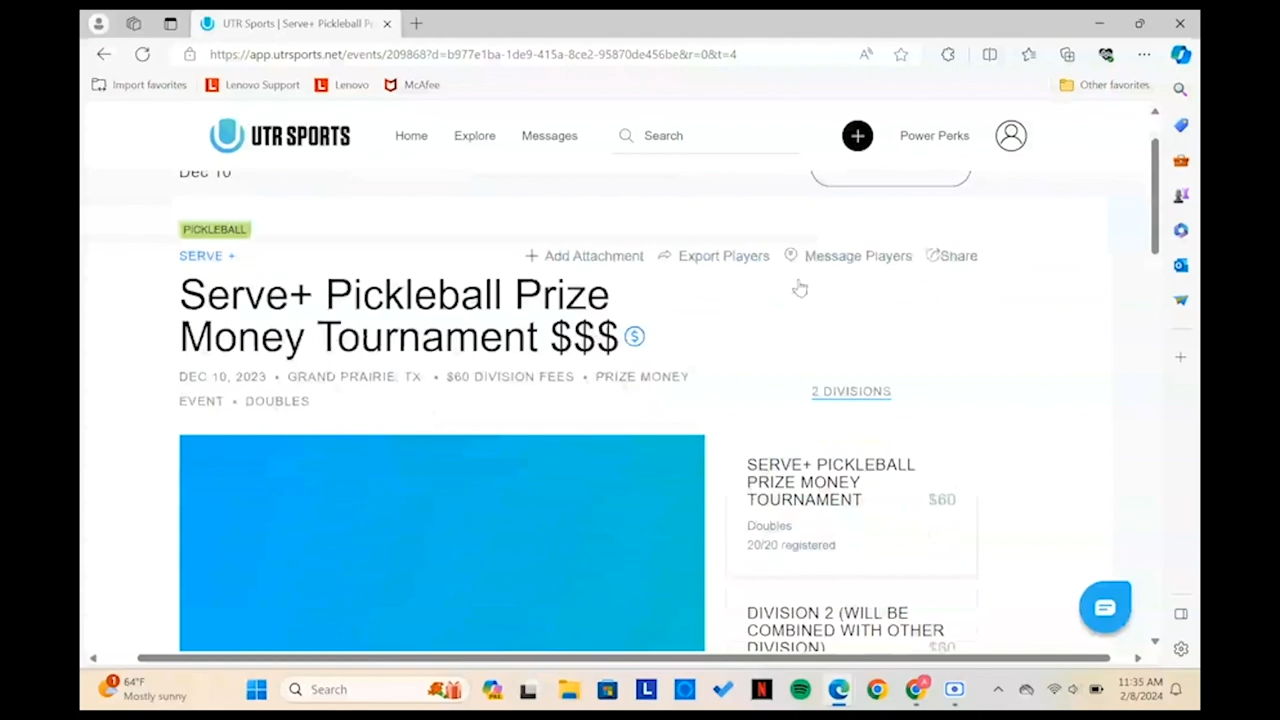 UTR Sports | Serve+ Pickleball Pr
https://app.utrsports.net/events/209868?d=b977e1ba-1de9-415a-8ce2-95870de456be&r=0&t=4
Import favorites Lenovo Support Lenovo McAfee Other favorites
UTR SPORTS Home Explore Messages Search Power Perks
Dec 10
PICKLEBALL
SERVE + Add Attachment Export Players Message Players Share
Serve+ Pickleball Prize
Money Tournament $$$
DEC 10, 2023 • GRAND PRAIRIE, TX • $60 DIVISION FEES • PRIZE MONEY
EVENT • DOUBLES
2 DIVISIONS
SERVE+ PICKLEBALL
PRIZE MONEY
TOURNAMENT $60
Doubles
20/20 registered
DIVISION 2 (WILL BE
COMBINED WITH OTHER
DIVISION) $60
64°F
Mostly sunny
Search
11:35 AM
2/8/2024